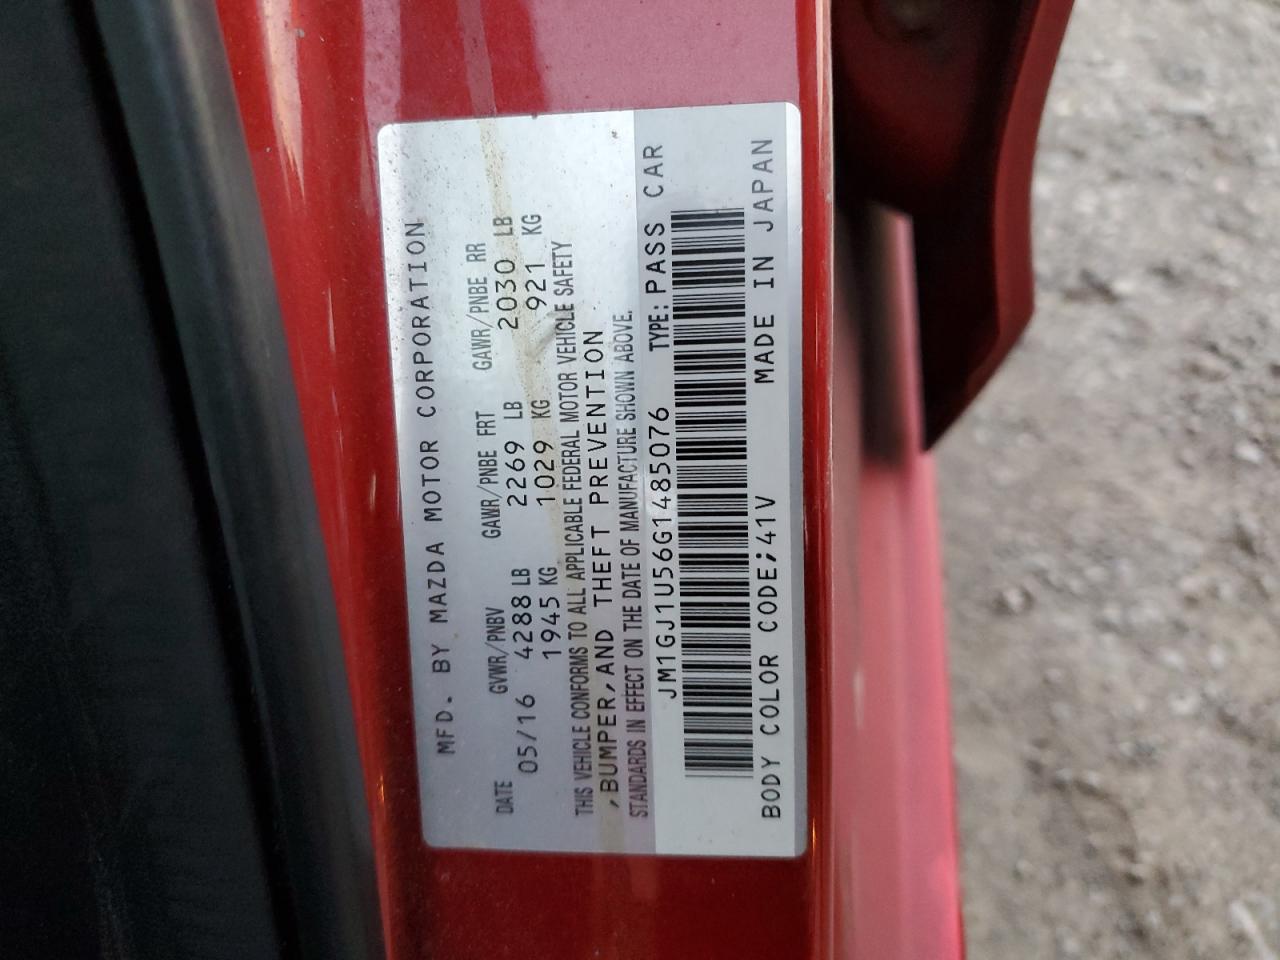 MFD. BY MAZDA MOTOR CORPORATION
DATE GVWR/PNBV GAWR/PNBE FRT GAWR/PNBE RR
05/16 4288 LB 2269 LB 2030 LB
1945 KG 1029 KG 921 KG
THIS VEHICLE CONFORMS TO ALL APPLICABLE FEDERAL MOTOR VEHICLE SAFETY
,BUMPER,AND THEFT PREVENTION
STANDARDS IN EFFECT ON THE DATE OF MANUFACTURE SHOWN ABOVE.
JM1GJ1U56G1485076 TYPE: PASS CAR
BODY COLOR CODE;41V MADE IN JAPAN